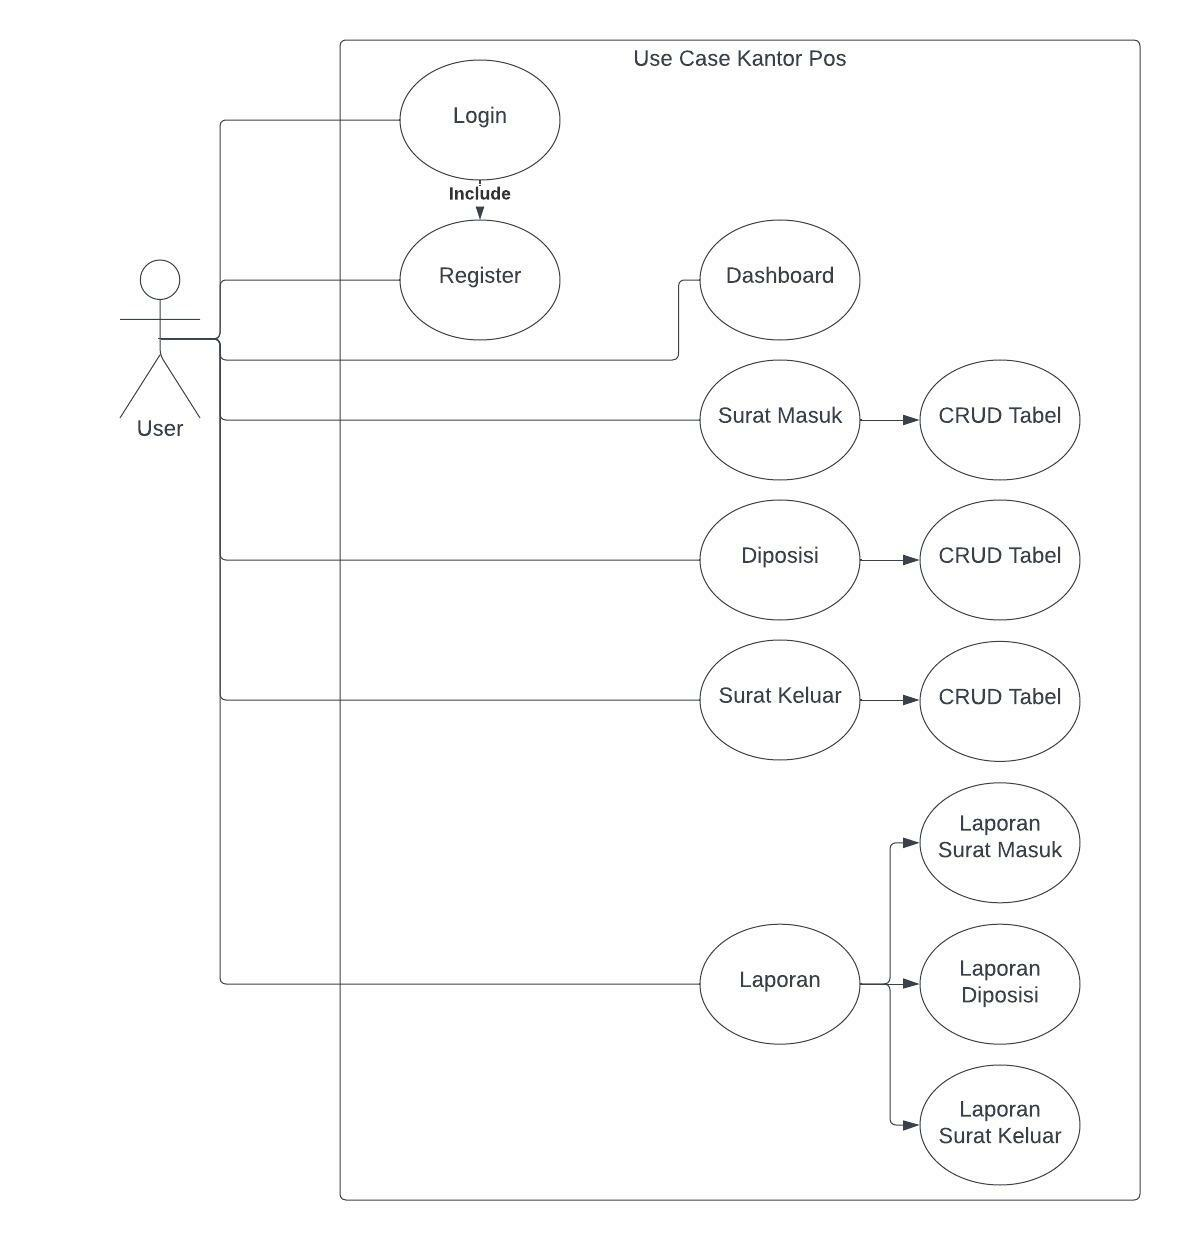 Use Case Kantor Pos
Login
Include
Register
Dashboard
User
Surat Masuk
CRUD Tabel
Diposisi
CRUD Tabel
Surat Keluar
CRUD Tabel
Laporan
Surat Masuk
Laporan
Laporan
Diposisi
Laporan
Surat Keluar